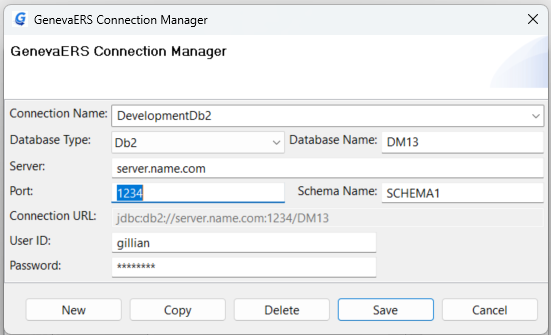 GenevaERS Connection Manager
GenevaERS Connection Manager
Connection Name: DevelopmentDb2
Database Type: Db2 Database Name: DM13
Server: server.name.com
Port: 1234 Schema Name: SCHEMA1
Connection URL: jdbc:db2://server.name.com:1234/DM13
User ID: gillian
Password: ********
New Copy Delete Save Cancel